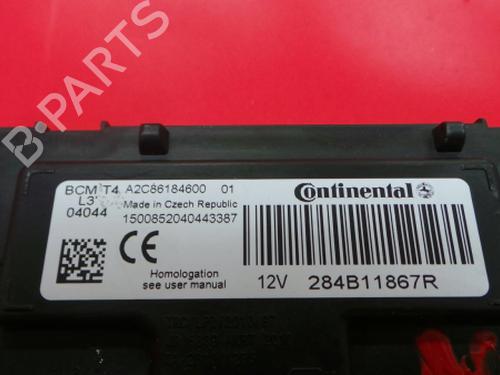 B-PARTS
BCM T4 A2C86184600 01
L3
Made in Czech Republic
04044
1500852040443387
Continental
CE
Homologation
see user manual
12V 284B11867R